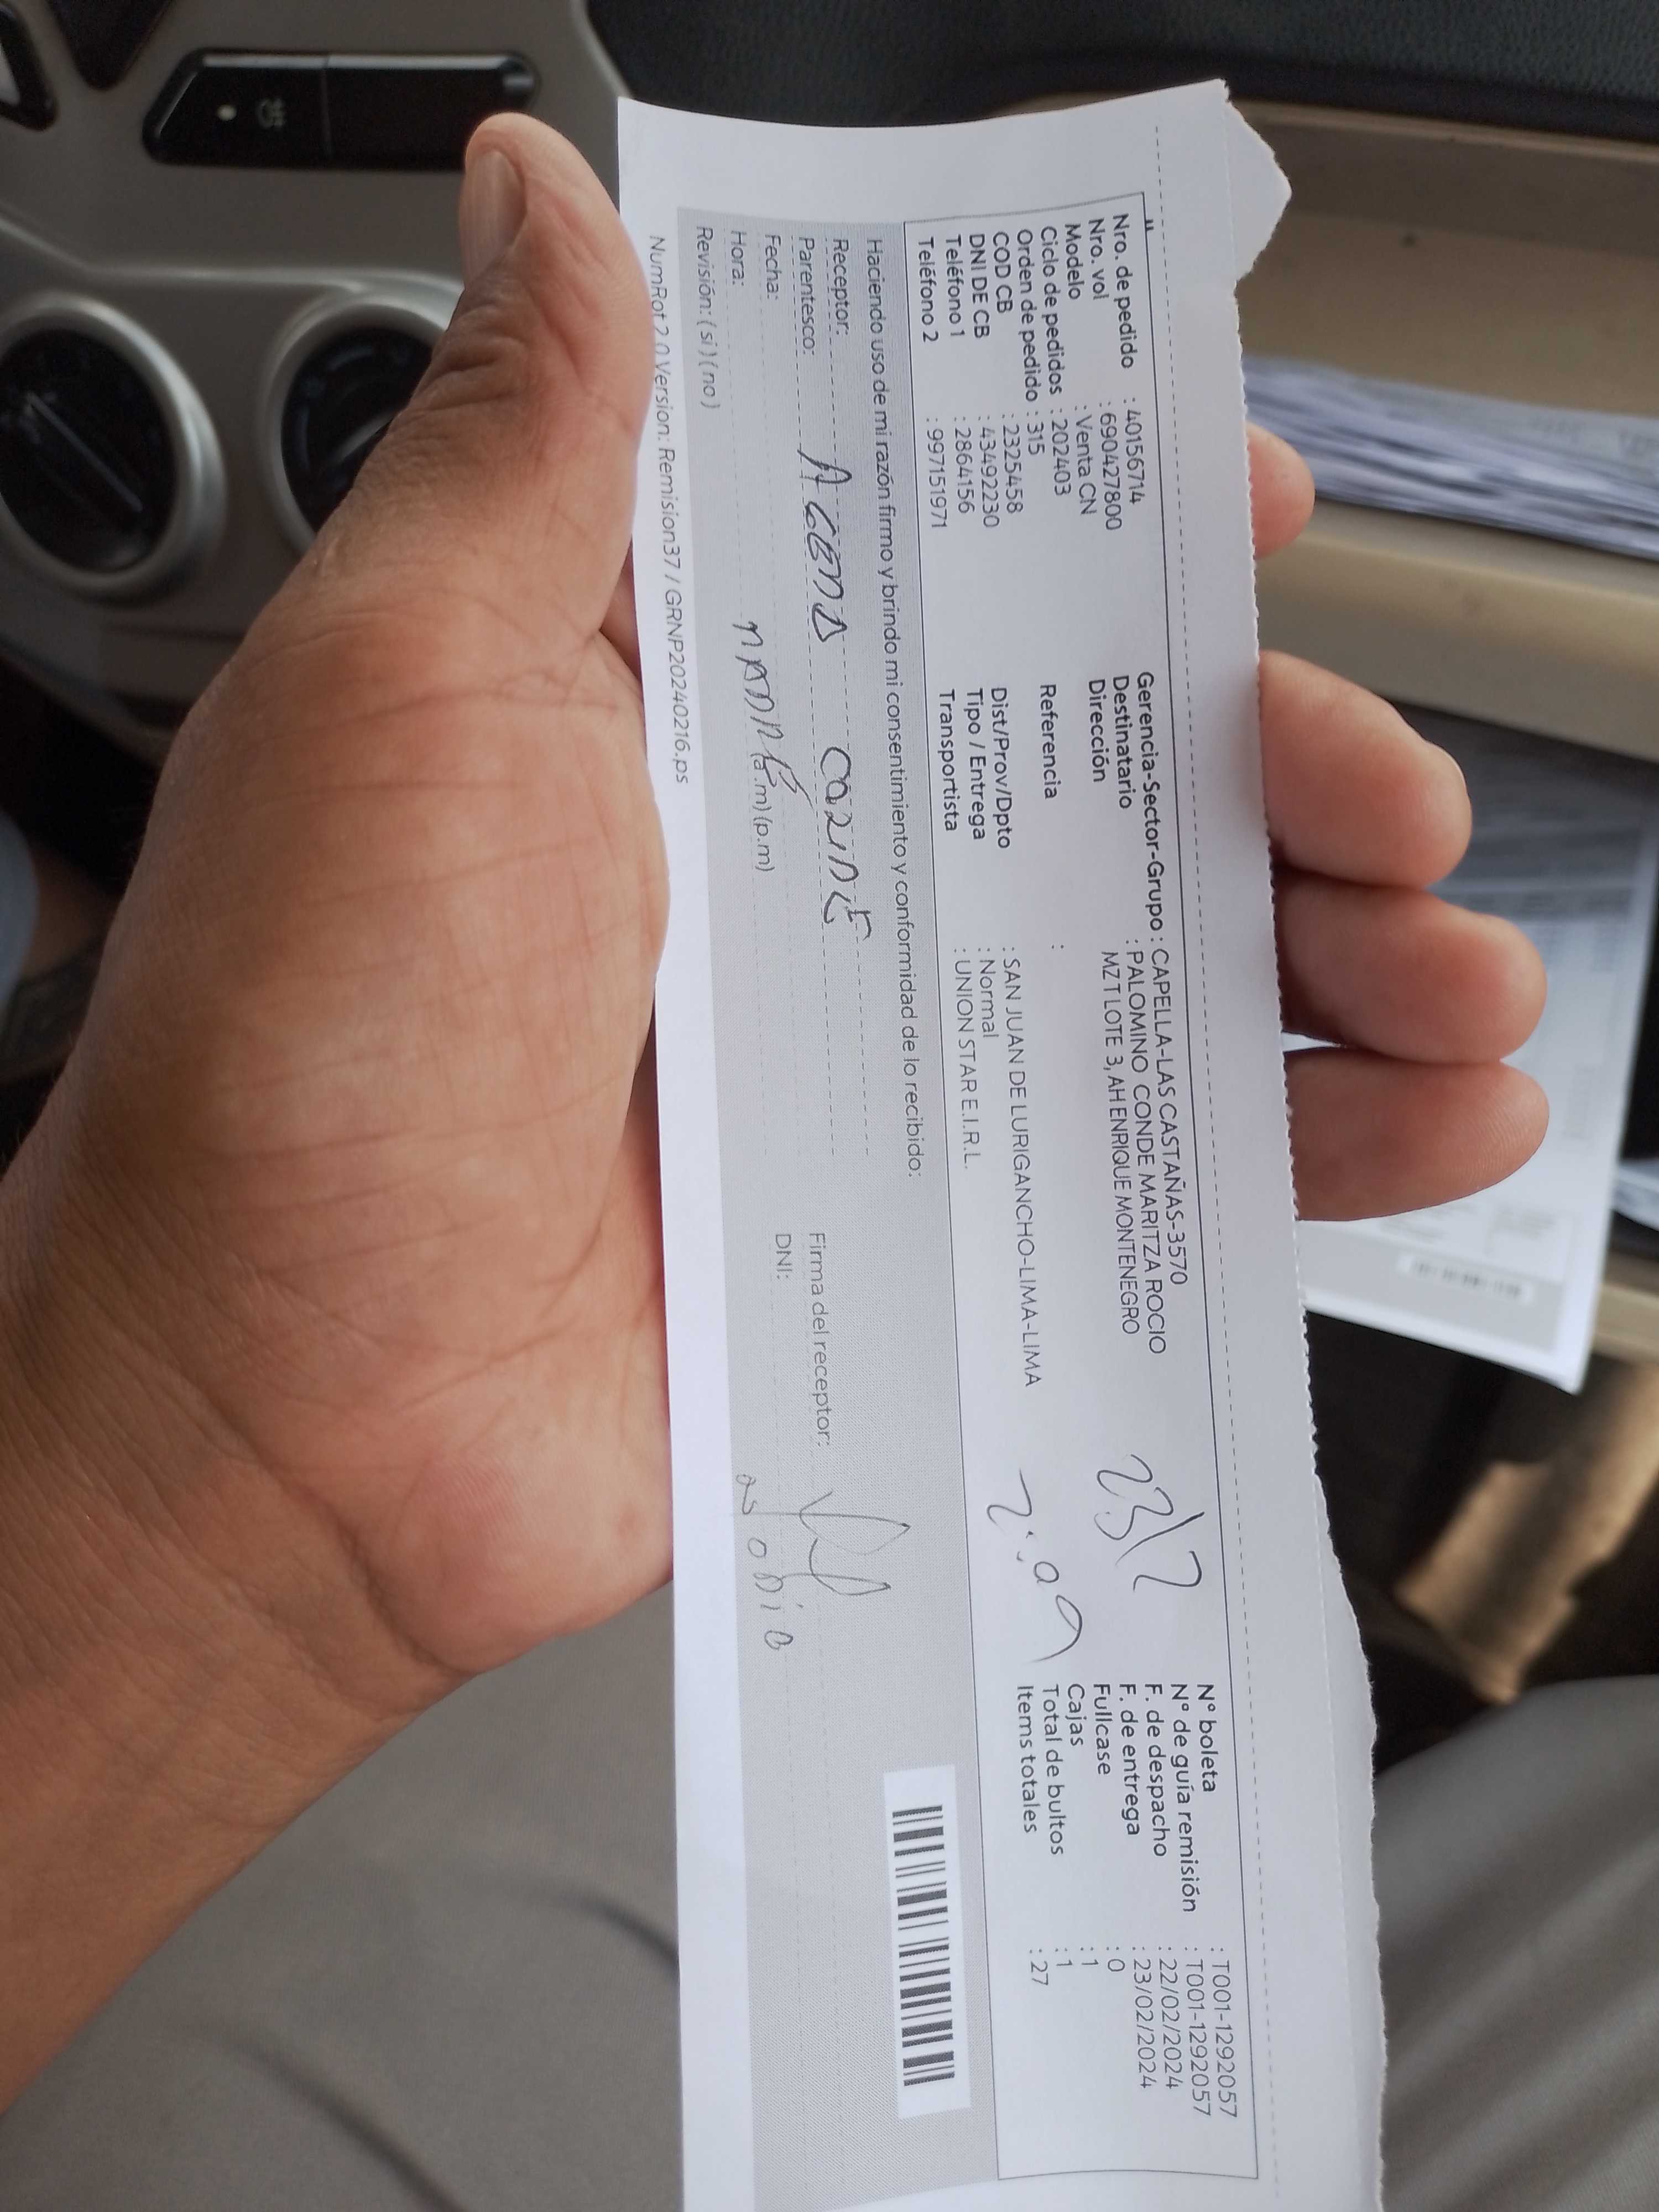 Nro. de pedido : 40156714
Nro. vol : 690427800
Modelo : Venta CN
Ciclo de pedidos : 202403
Orden de pedido : 315
COD CB : 2325458
DNI DE CB : 43492230
Teléfono 1 : 2864156
Teléfono 2 : 997151971
Gerencia-Sector-Grupo : CAPELLA-LAS CASTAÑAS-3570
Destinatario : PALOMINO CONDE MARITZA ROCIO
Dirección MZ T LOTE 3, AH ENRIQUE MONTENEGRO
Referencia :
Dist/Prov/Dpto : SAN JUAN DE LURIGANCHO-LIMA-LIMA
Tipo / Entrega : Normal
Transportista : UNION STAR E.I.R.L.
23/2
N° boleta : T001-1292057
N° de guía remisión : T001-1292057
F. de despacho : 22/02/2024
F. de entrega : 23/02/2024
Fullcase : 0
Cajas : 1
Total de bultos : 1
Items totales : 27
Haciendo uso de mi razón firmo y brindo mi consentimiento y conformidad de lo recibido:
Receptor:
Parentesco:
Fecha:
Hora: (a.m) (p.m)
Firma del receptor:
DNI:
Revisión: ( si ) ( no )
NumRot 2.0 Version: Remision37 / GRNP20240216.ps